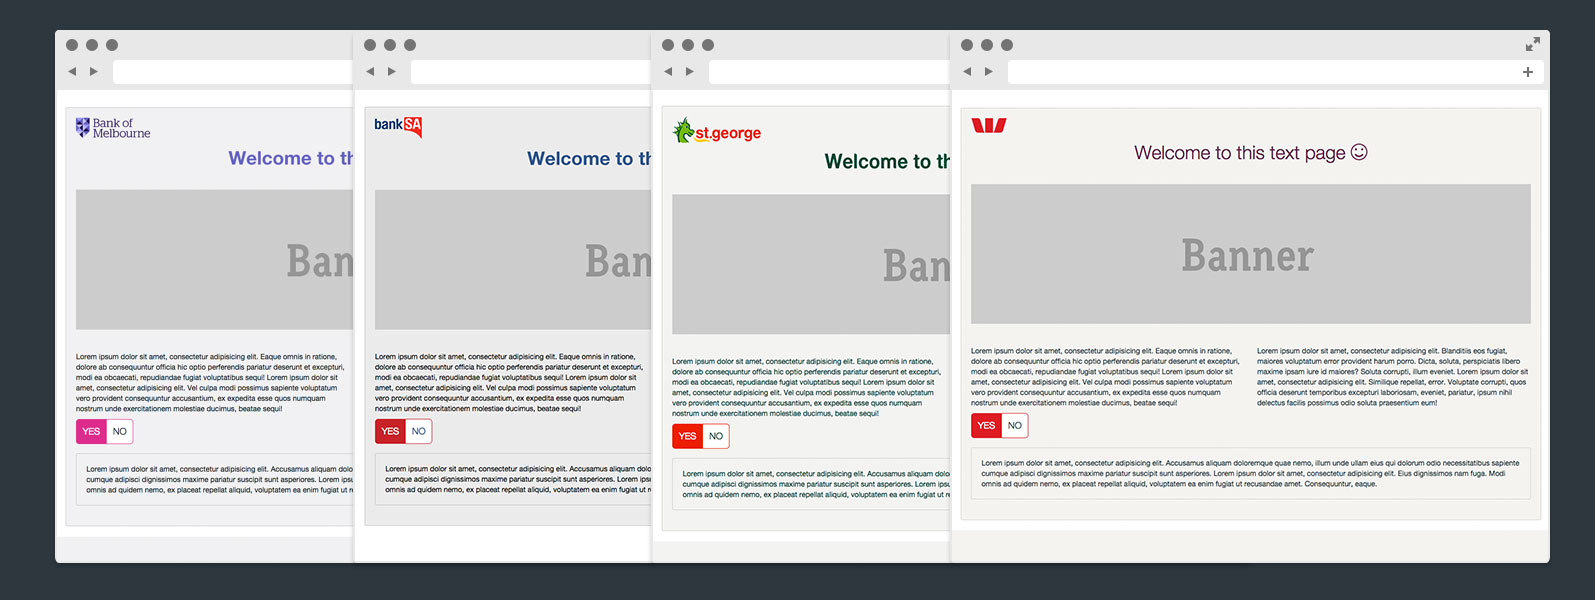 Bank of
Melbourne
Welcome to th
Ban
Lorem ipsum dolor sit amet, consectetur adipisicing elit. Eaque omnis in ratione,
dolores ab consequuntur officia hic quos perferendis pariatur deserunt et excepturi,
modi ea obcaecati, repudiandae fugiat voluptatibus sequi! Lorem ipsum dolor sit
amet, consectetur adipisicing elit. Vel culpa modi possimus sapiente voluptatum
vero provident consequuntur accusantium, ex expedita esse quos numquam
nostrum unde exercitationem molestiae ducimus, beatae sequi!
YES NO
Lorem ipsum dolor sit amet, consectetur adipisicing elit. Accusamus aliquam dolo
cumque adipisci dignissimos maxime pariatur suscipit sunt asperiores. Lorem ips
omnis ad quidem nemo, ex placeat repellat aliquid, voluptatem ea enim fugiat ut r
bankSA
Welcome to th
Ban
Lorem ipsum dolor sit amet, consectetur adipisicing elit. Eaque omnis in ratione,
dolores ab consequuntur officia hic quos perferendis pariatur deserunt et excepturi,
modi ea obcaecati, repudiandae fugiat voluptatibus sequi! Lorem ipsum dolor sit
amet, consectetur adipisicing elit. Vel culpa modi possimus sapiente voluptatum
vero provident consequuntur accusantium, ex expedita esse quos numquam
nostrum unde exercitationem molestiae ducimus, beatae sequi!
YES NO
Lorem ipsum dolor sit amet, consectetur adipisicing elit. Accusamus aliquam dolo
cumque adipisci dignissimos maxime pariatur suscipit sunt asperiores. Lorem ips
omnis ad quidem nemo, ex placeat repellat aliquid, voluptatem ea enim fugiat ut r
st.george
Welcome to th
Ban
Lorem ipsum dolor sit amet, consectetur adipisicing elit. Eaque omnis in ratione,
dolores ab consequuntur officia hic quos perferendis pariatur deserunt et excepturi,
modi ea obcaecati, repudiandae fugiat voluptatibus sequi! Lorem ipsum dolor sit
amet, consectetur adipisicing elit. Vel culpa modi possimus sapiente voluptatum
vero provident consequuntur accusantium, ex expedita esse quos numquam
nostrum unde exercitationem molestiae ducimus, beatae sequi!
YES NO
Lorem ipsum dolor sit amet, consectetur adipisicing elit. Accusamus aliquam dolo
cumque adipisci dignissimos maxime pariatur suscipit sunt asperiores. Lorem ipsu
omnis ad quidem nemo, ex placeat repellat aliquid, voluptatem ea enim fugiat ut re
Welcome to this text page
Banner
Lorem ipsum dolor sit amet, consectetur adipisicing elit. Eaque omnis in ratione,
dolores ab consequuntur officia hic quos perferendis pariatur deserunt et excepturi,
modi ea obcaecati, repudiandae fugiat voluptatibus sequi! Lorem ipsum dolor sit
amet, consectetur adipisicing elit. Vel culpa modi possimus sapiente voluptatum
vero provident consequuntur accusantium, ex expedita esse quos numquam
nostrum unde exercitationem molestiae ducimus, beatae sequi!
Lorem ipsum dolor sit amet, consectetur adipisicing elit. Blanditiis eos fugiat,
maiores voluptatum error provident harum porro. Dicta, soluta, perspiciatis libero
maxime ipsam iure id maiores? Soluta corrupti, illum eveniet. Lorem ipsum dolor sit
amet, consectetur adipisicing elit. Similique repellat, error. Voluptate corrupti, quos
officia deserunt temporibus excepturi laboriosam, eveniet, pariatur, ipsum nihil
delectus facilis possimus odio soluta praesentium eum!
YES NO
Lorem ipsum dolor sit amet, consectetur adipisicing elit. Accusamus aliquam doloremque quae nemo, illum unde ullam eius qui dolorum odio necessitatibus sapiente
cumque adipisci dignissimos maxime pariatur suscipit sunt asperiores. Lorem ipsum dolor sit amet, consectetur adipisicing elit. Eius dignissimos nam fuga. Modi
omnis ad quidem nemo, ex placeat repellat aliquid, voluptatem ea enim fugiat ut recusandae amet. Consequuntur, eaque.